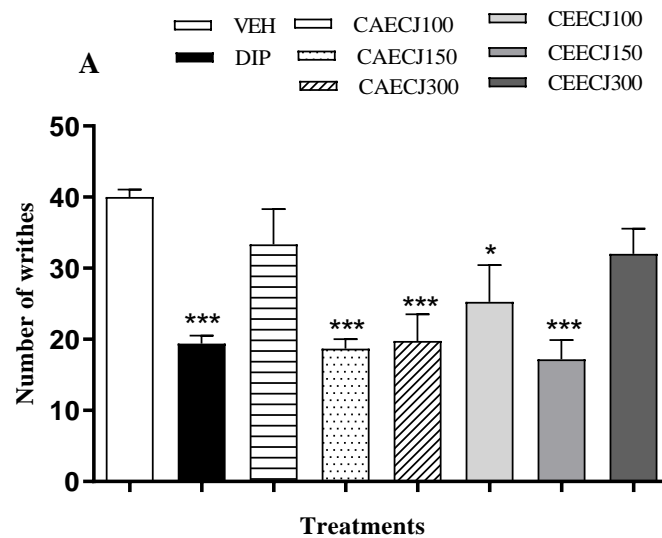 VEH CAECJ100 CEECJ100
A DIP CAECJ150 CEECJ150
CAECJ300 CEECJ300
50
40
30
20
10
0
Number of writhes
***
***
***
*
***
Treatments